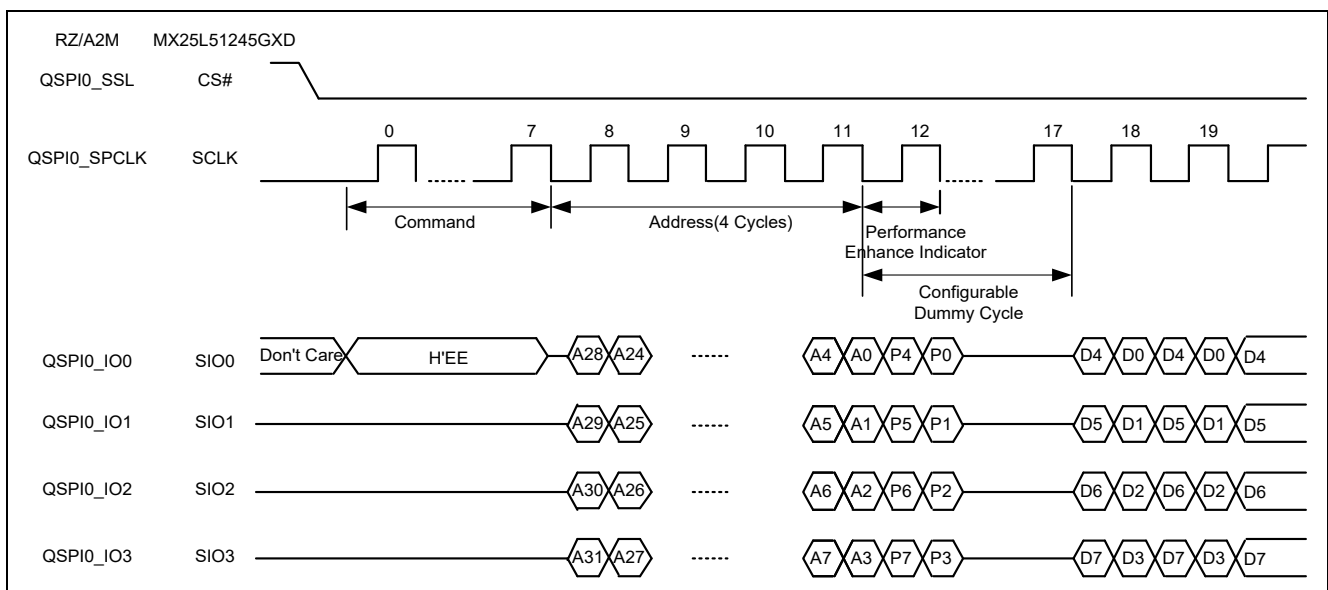 RZ/A2M MX25L51245GXD
QSPI0_SSL CS#
0 7 8 9 10 11 12 17 18 19
QSPI0_SPCLK SCLK
Command Address(4 Cycles) Performance
Enhance Indicator
Configurable
Dummy Cycle
QSPI0_IO0 SIO0 Don't Care H'EE A28 A24 A4 A0 P4 P0 D4 D0 D4 D0 D4
QSPI0_IO1 SIO1 A29 A25 A5 A1 P5 P1 D5 D1 D5 D1 D5
QSPI0_IO2 SIO2 A30 A26 A6 A2 P6 P2 D6 D2 D6 D2 D6
QSPI0_IO3 SIO3 A31 A27 A7 A3 P7 P3 D7 D3 D7 D3 D7